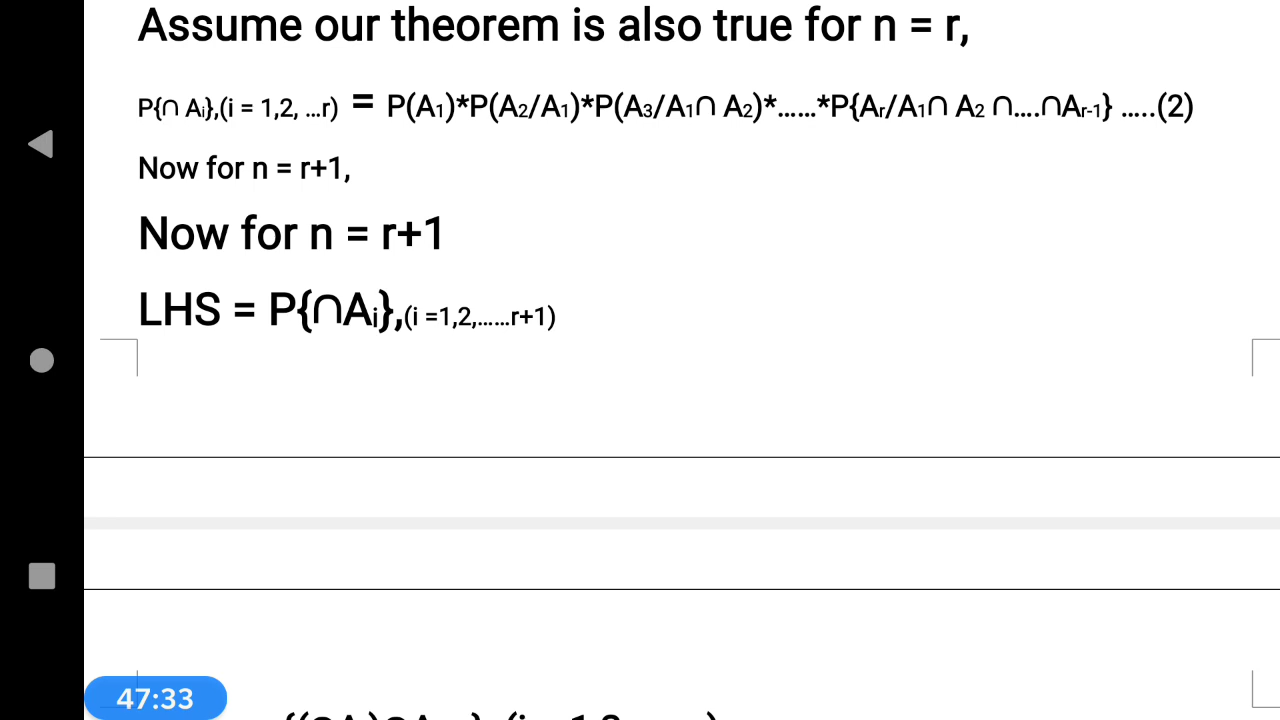 Assume our theorem is also true for n = r,
P{∩ Aᵢ},(i = 1,2, ...r) = P(A₁)*P(A₂/A₁)*P(A₃/A₁∩ A₂)*......*P{Aᵣ/A₁∩ A₂ ∩....∩Aᵣ₋₁} .....(2)
Now for n = r+1,
Now for n = r+1
LHS = P{∩Aᵢ},(i =1,2,......r+1)
47:33